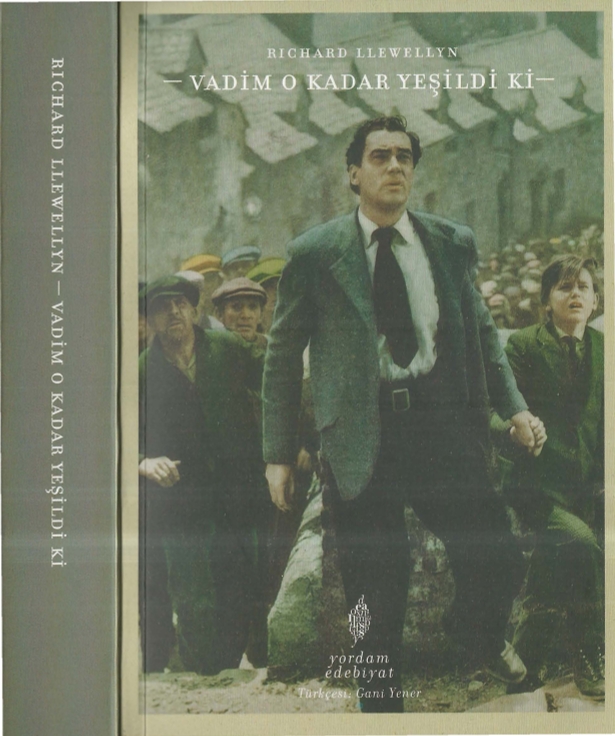 RICHARD LLEWELLYN — VADİM O KADAR YEŞİLDİ Kİ
RICHARD LLEWELLYN
— VADİM O KADAR YEŞİLDİ Kİ—
yordam
edebiyat
Türkçesi: Gani Yener